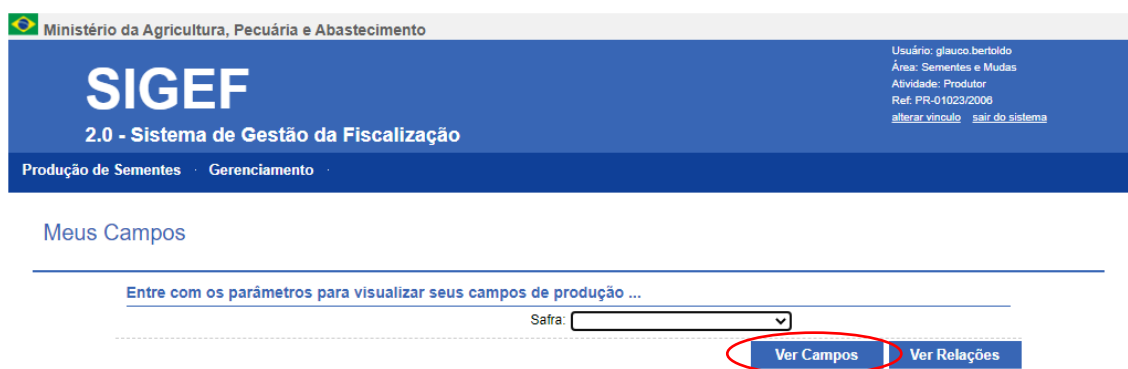 Ministério da Agricultura, Pecuária e Abastecimento
SIGEF
2.0 - Sistema de Gestão da Fiscalização
Usuário: glauco.bertoldo
Área: Sementes e Mudas
Atividade: Produtor
Ref: PR-01023/2006
alterar vinculo sair do sistema
Produção de Sementes · Gerenciamento ·
Meus Campos
Entre com os parâmetros para visualizar seus campos de produção ...
Safra:
Ver Campos Ver Relações